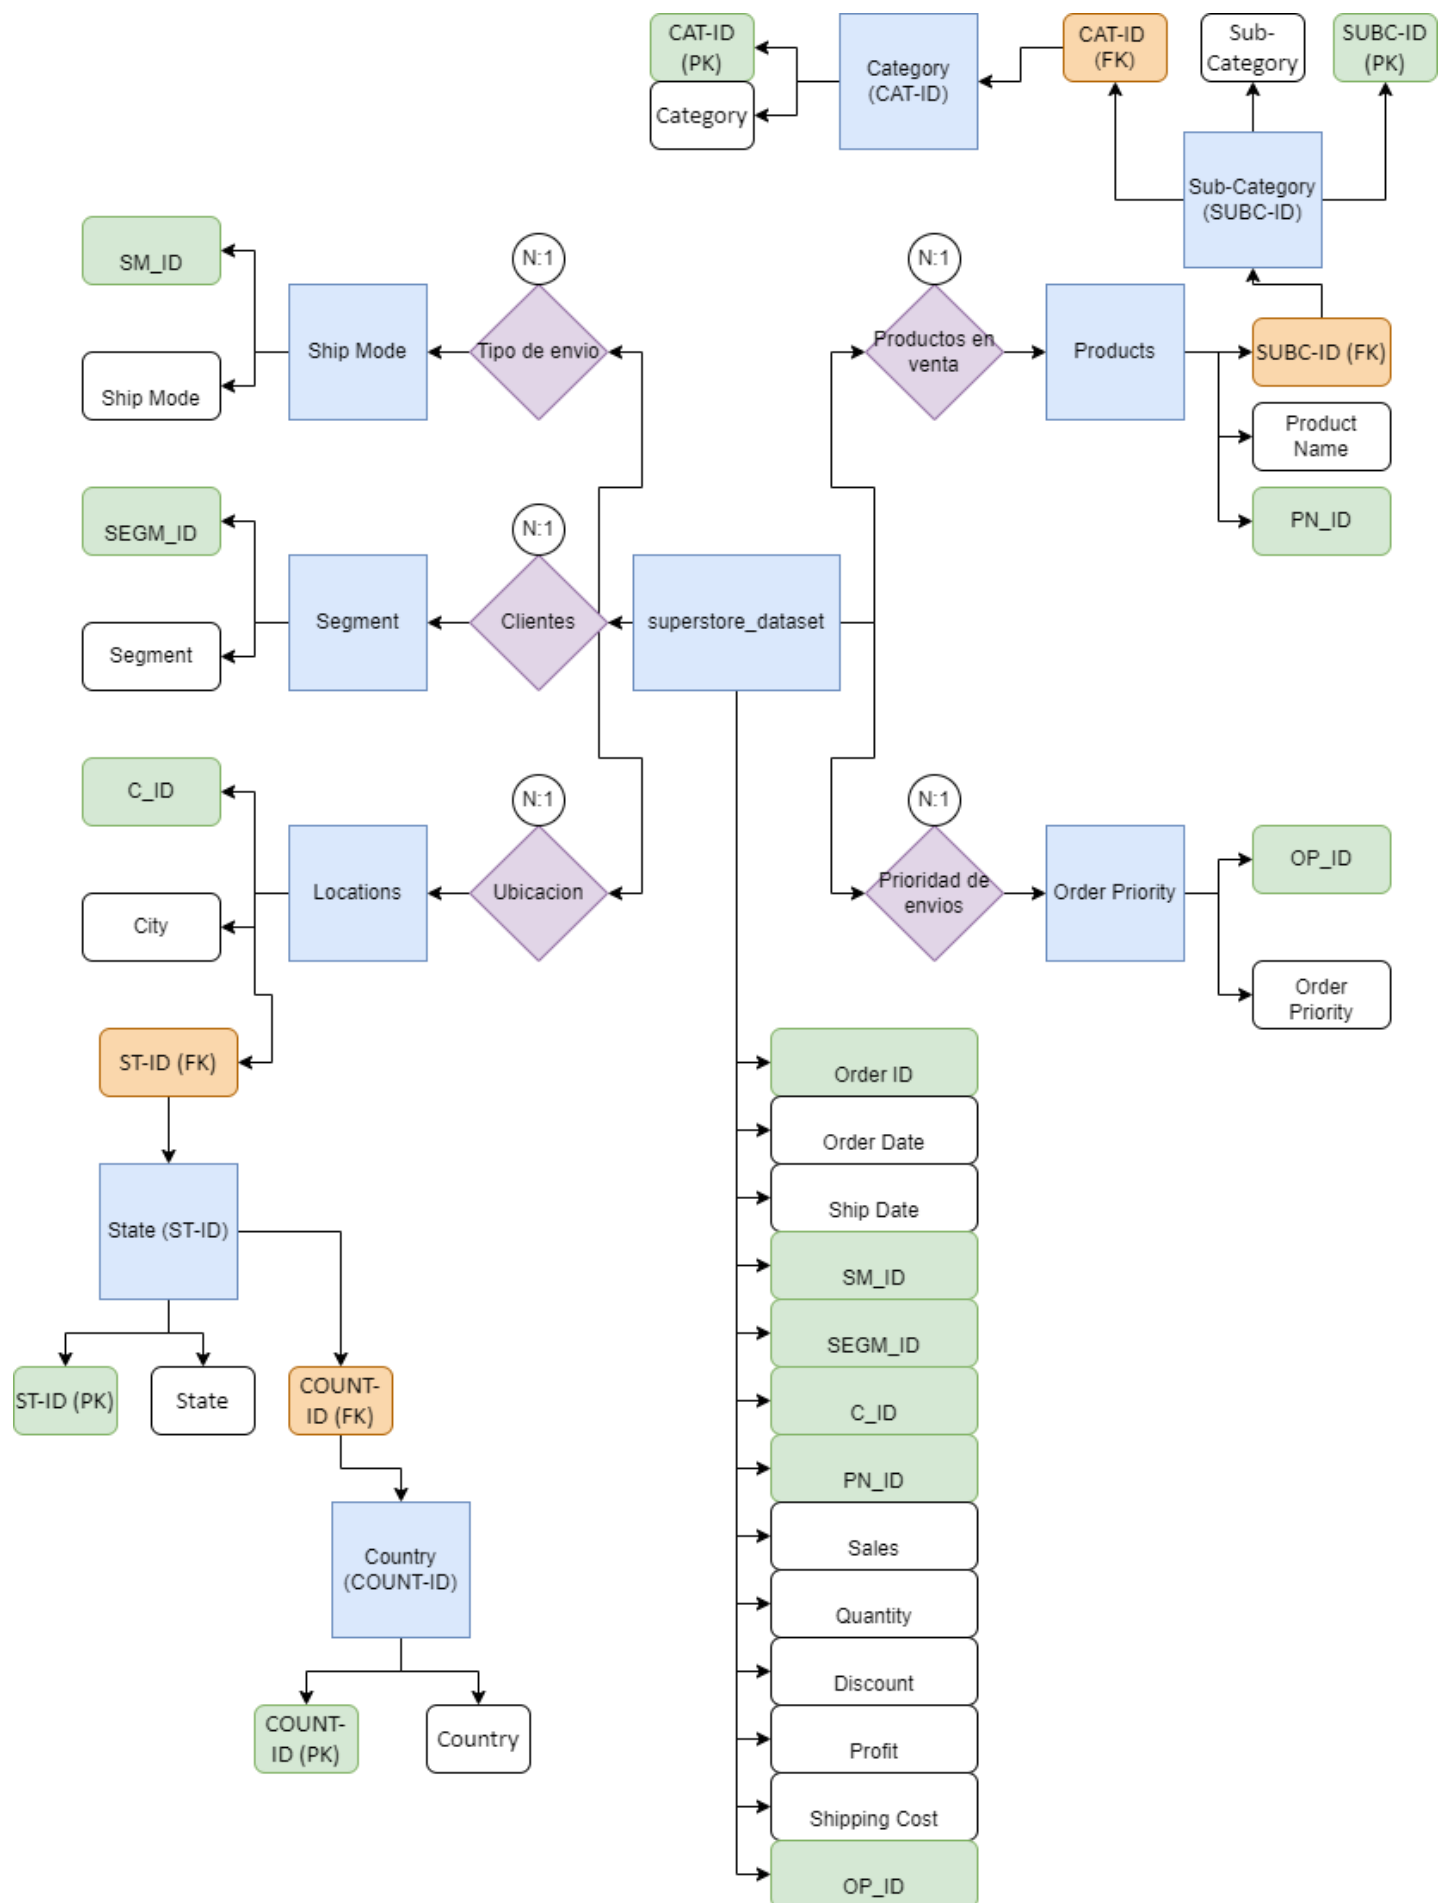 CAT-ID
(PK)
Category
Category
(CAT-ID)
CAT-ID
(FK)
Sub-
Category
SUBC-ID
(PK)
Sub-Category
(SUBC-ID)
SM_ID
Ship Mode
Ship Mode
N:1
Tipo de envio
N:1
Productos en
venta
Products
SUBC-ID (FK)
Product
Name
PN_ID
SEGM_ID
Segment
Segment
N:1
Clientes
superstore_dataset
C_ID
City
Locations
N:1
Ubicacion
N:1
Prioridad de
envios
Order Priority
OP_ID
Order
Priority
ST-ID (FK)
State (ST-ID)
ST-ID (PK)
State
COUNT-
ID (FK)
Country
(COUNT-ID)
COUNT-
ID (PK)
Country
Order ID
Order Date
Ship Date
SM_ID
SEGM_ID
C_ID
PN_ID
Sales
Quantity
Discount
Profit
Shipping Cost
OP_ID